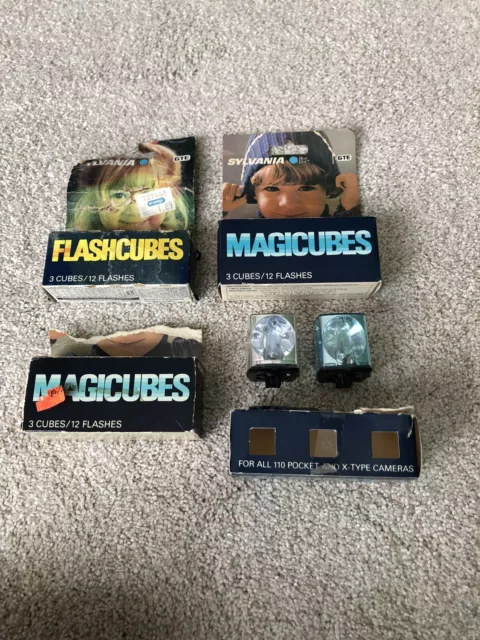 SYLVANIA
GTE
FLASHCUBES
3 CUBES/12 FLASHES
SYLVANIA
GTE
MAGICUBES
3 CUBES/12 FLASHES
MAGICUBES
3 CUBES/12 FLASHES
FOR ALL 110 POCKET AND X-TYPE CAMERAS